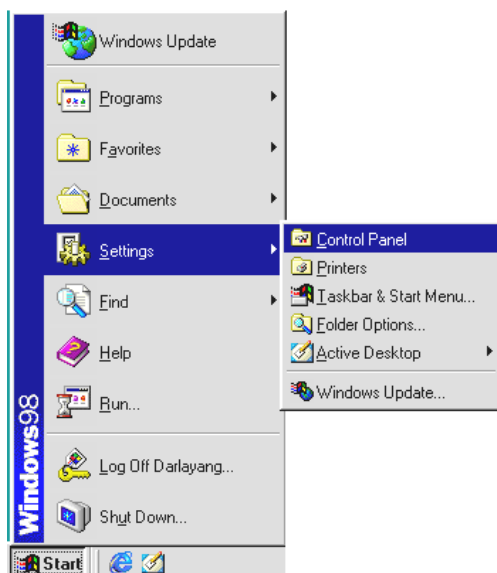 Windows Update
Programs
Favorites
Documents
Settings
Find
Help
Run...
Log Off Darlayang...
Shut Down...
Windows98
Start
Control Panel
Printers
Taskbar & Start Menu...
Folder Options...
Active Desktop
Windows Update...